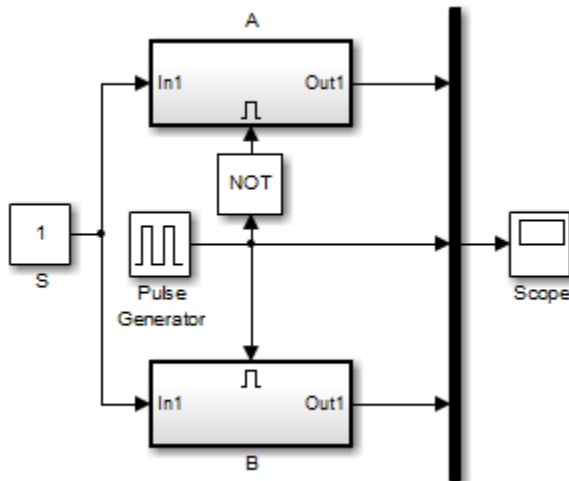 A
In1
Out1
NOT
1
S
Pulse
Generator
Scope
In1
Out1
B